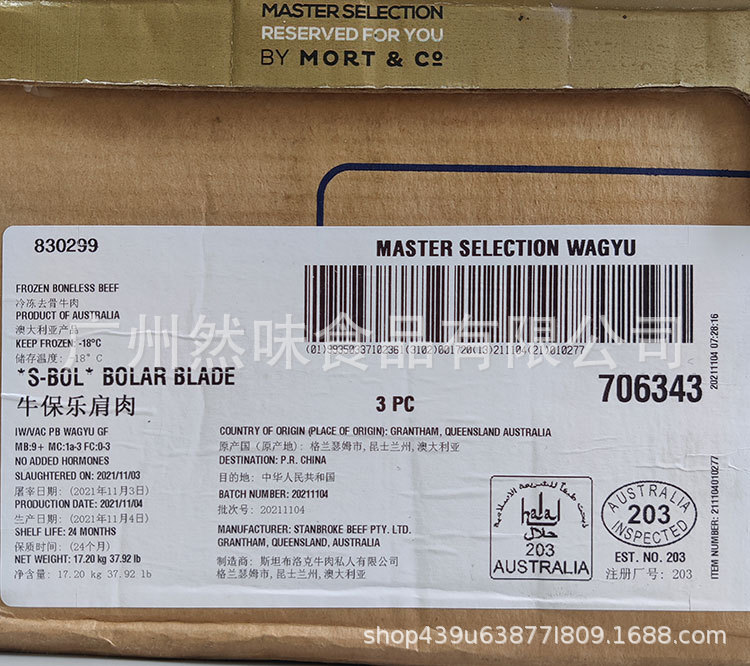 MASTER SELECTION
RESERVED FOR YOU
BY MORT & Cº
830299
MASTER SELECTION WAGYU
FROZEN BONELESS BEEF
冷冻去骨牛肉
PRODUCT OF AUSTRALIA
澳大利亚产品
KEEP FROZEN: -18°C
储存温度: -18° C
(01)99350337102361(3102)001720(13)211104(21)010277
20211104 07:28:16
广州然味食品有限公司
*S-BOL* BOLAR BLADE
牛保乐肩肉
3 PC
706343
IW/VAC PB WAGYU GF
MB:9+ MC:1a-3 FC:0-3
NO ADDED HORMONES
SLAUGHTERED ON: 2021/11/03
屠宰日期: (2021年11月3日)
PRODUCTION DATE: 2021/11/04
生产日期: (2021年11月4日)
SHELF LIFE: 24 MONTHS
保质时间: (24个月)
NET WEIGHT: 17.20 kg 37.92 lb
净含量: 17.20 kg 37.92 lb
COUNTRY OF ORIGIN (PLACE OF ORIGIN): GRANTHAM, QUEENSLAND AUSTRALIA
原产国 (原产地): 格兰瑟姆市, 昆士兰州, 澳大利亚
DESTINATION: P.R. CHINA
目的地: 中华人民共和国
BATCH NUMBER: 20211104
批次号: 20211104
MANUFACTURER: STANBROKE BEEF PTY. LTD.
GRANTHAM, QUEENSLAND, AUSTRALIA
制造商: 斯坦布洛克牛肉私人有限公司
格兰瑟姆市, 昆士兰州, 澳大利亚
halal
حلال
203
AUSTRALIA
AUSTRALIA
203
INSPECTED
EST. NO. 203
注册厂号: 203
ITEM NUMBER: 211104010277
shop439u63877l809.1688.com